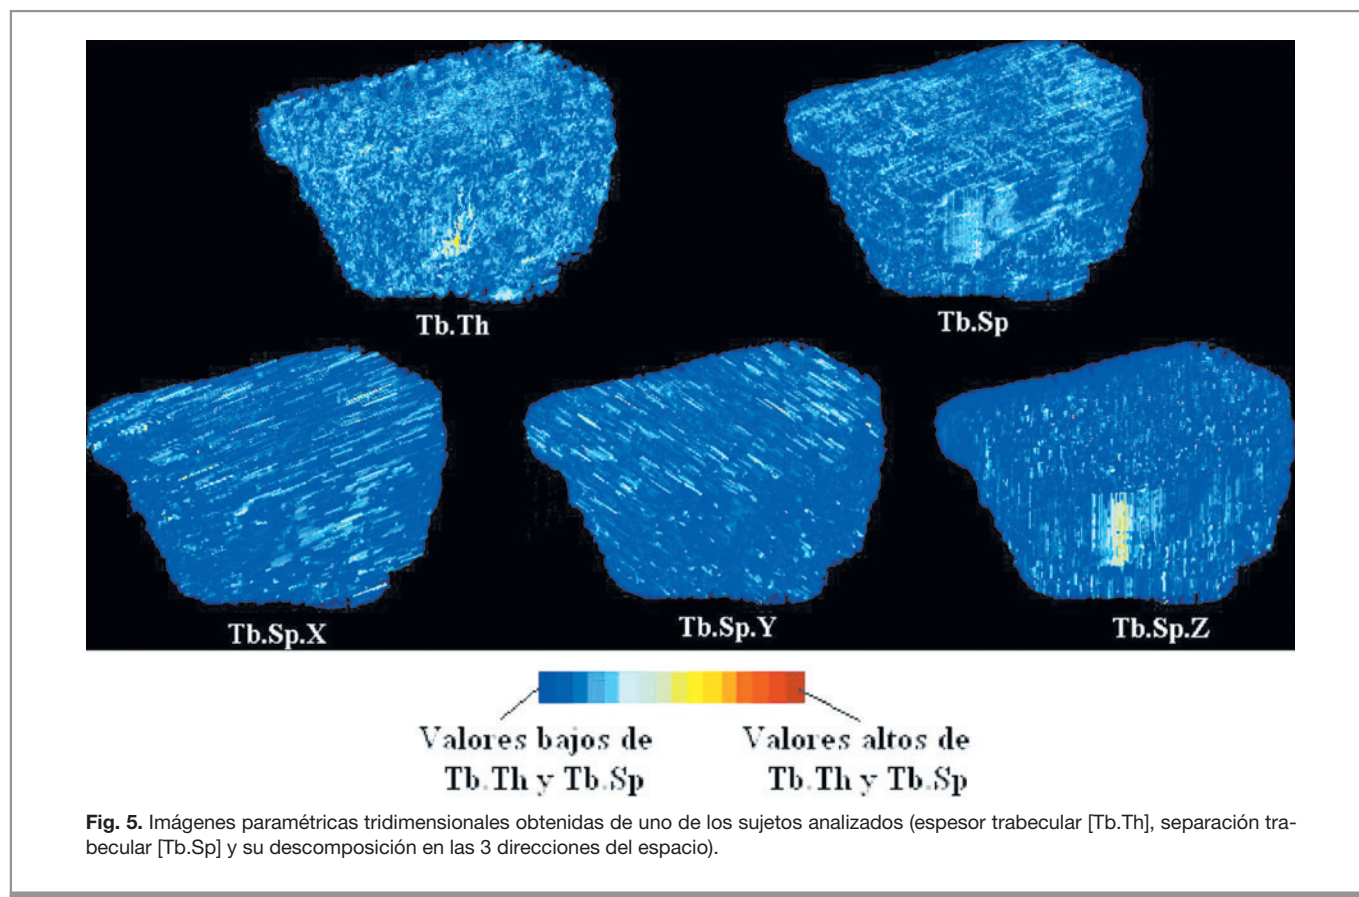 Tb.Th
Tb.Sp
Tb.Sp.X
Tb.Sp.Y
Tb.Sp.Z
Valores bajos de
Tb.Th y Tb.Sp
Valores altos de
Tb.Th y Tb.Sp
Fig. 5. Imágenes paramétricas tridimensionales obtenidas de uno de los sujetos analizados (espesor trabecular [Tb.Th], separación tra-
becular [Tb.Sp] y su descomposición en las 3 direcciones del espacio).